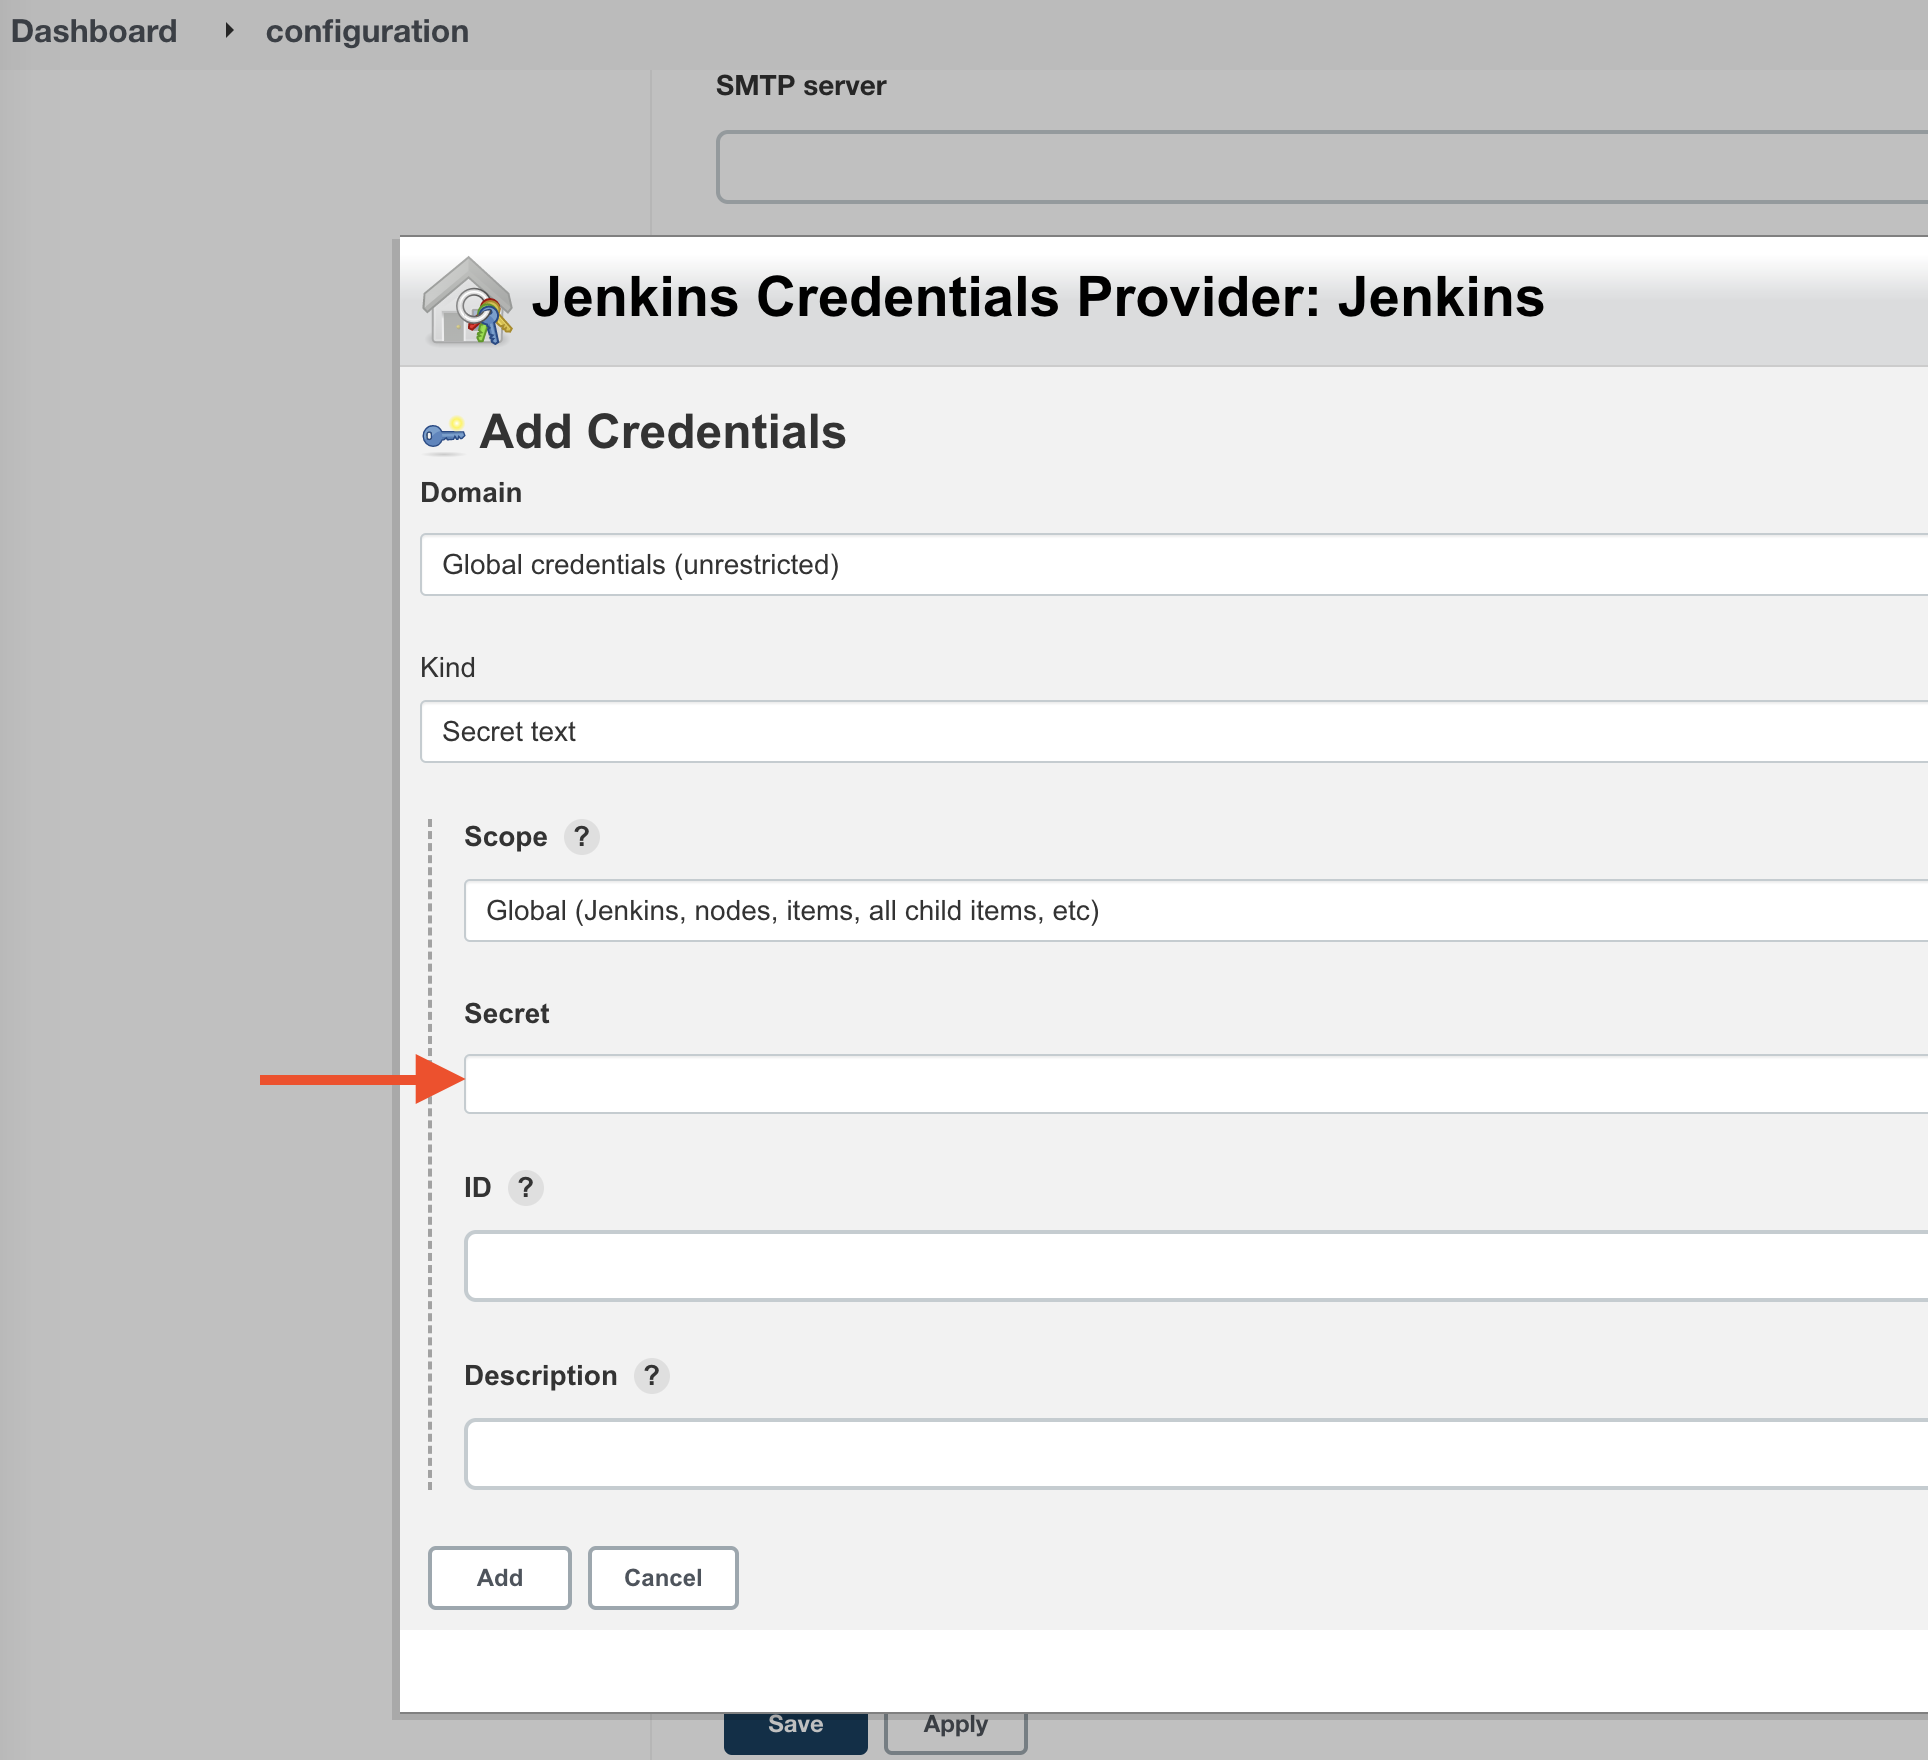 Dashboard
configuration
SMTP server
Jenkins Credentials Provider: Jenkins
Add Credentials
Domain
Global credentials (unrestricted)
Kind
Secret text
Scope ?
Global (Jenkins, nodes, items, all child items, etc)
Secret
ID ?
Description ?
Add
Cancel
Save
Apply